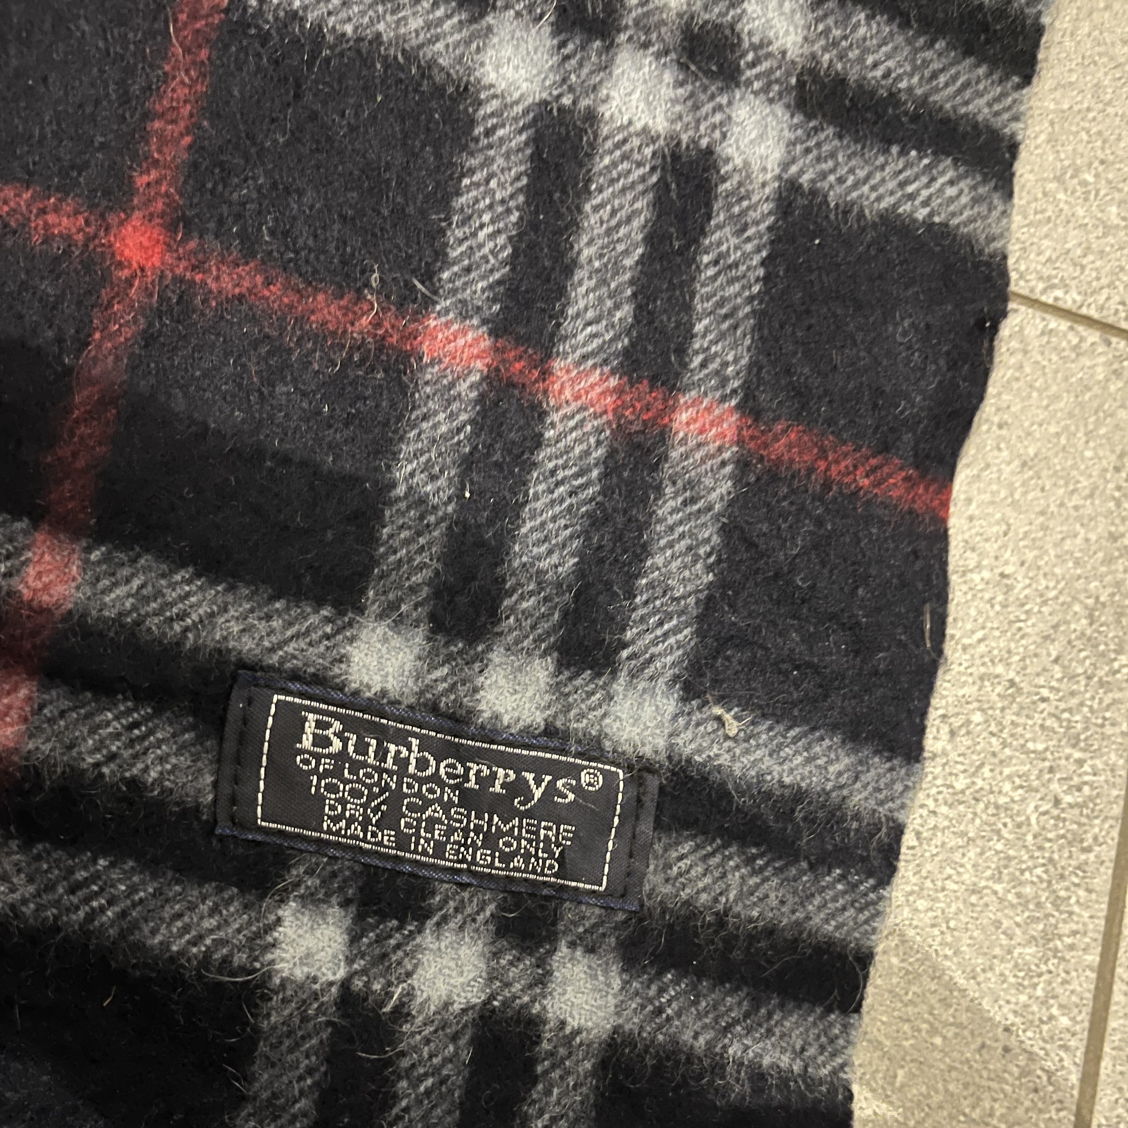 Burberrys®
OF LONDON
100% CASHMERE
DRY CLEAN ONLY
MADE IN ENGLAND